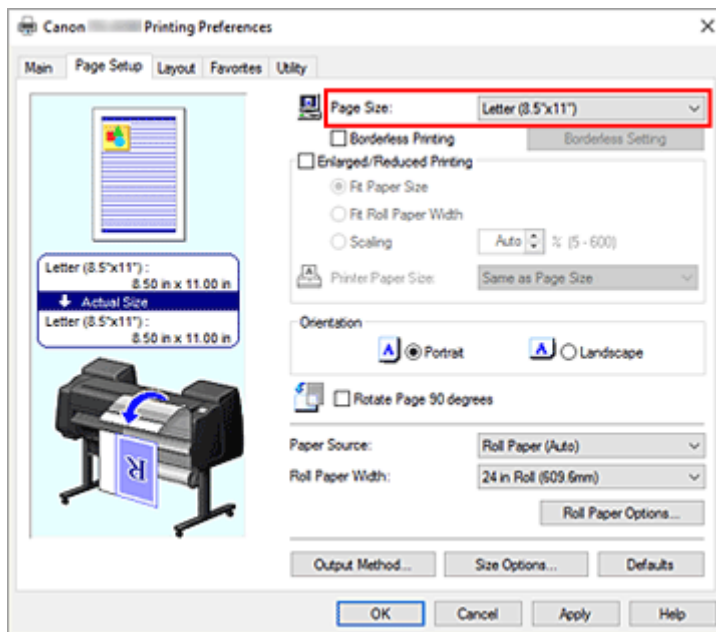 Canon Printing Preferences
Main Page Setup Layout Favorites Utility
Page Size: Letter (8.5"x11")
Borderless Printing Borderless Setting
Enlarged/Reduced Printing
Fit Paper Size
Fit Roll Paper Width
Scaling Auto % (5 - 600)
Printer Paper Size: Same as Page Size
Letter (8.5"x11") :
8.50 in x 11.00 in
Actual Size
Letter (8.5"x11") :
8.50 in x 11.00 in
Orientation
A Portrait A Landscape
Rotate Page 90 degrees
R
Paper Source: Roll Paper (Auto)
Roll Paper Width: 24 in Roll (609.6mm)
Roll Paper Options...
Output Method... Size Options... Defaults
OK Cancel Apply Help